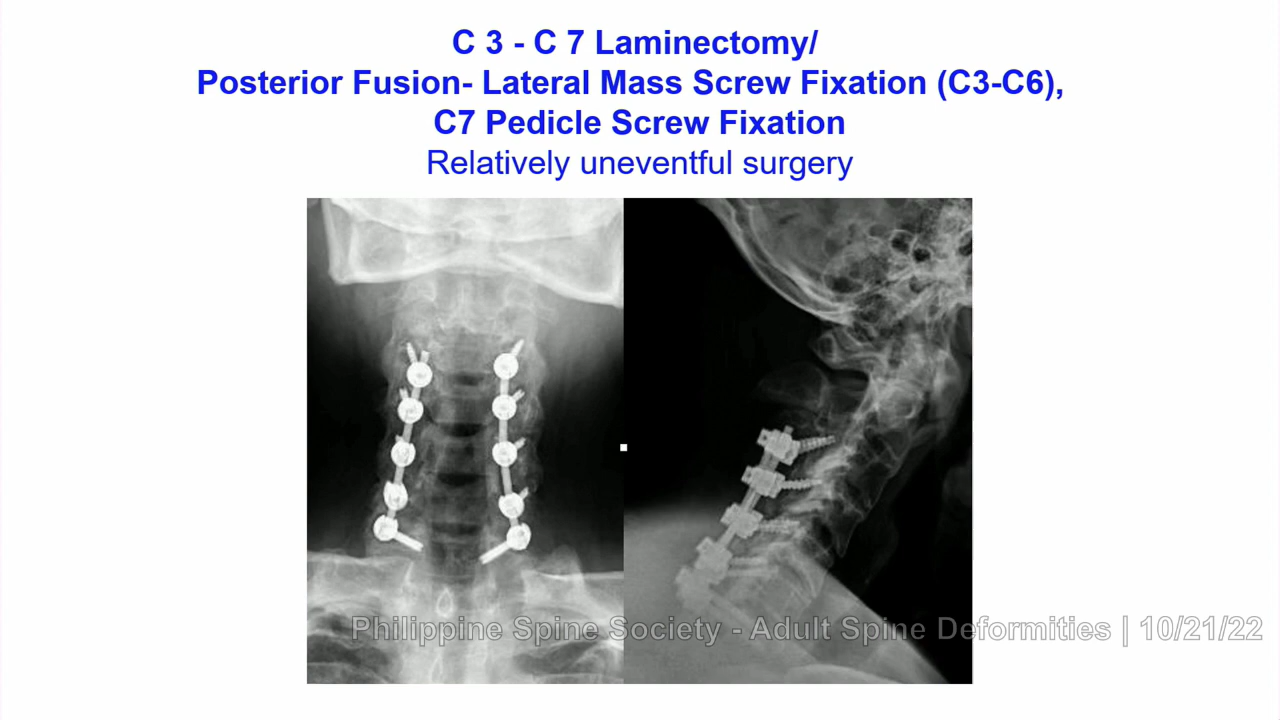 C 3 - C 7 Laminectomy/
Posterior Fusion- Lateral Mass Screw Fixation (C3-C6),
C7 Pedicle Screw Fixation
Relatively uneventful surgery
Philippine Spine Society - Adult Spine Deformities | 10/21/22